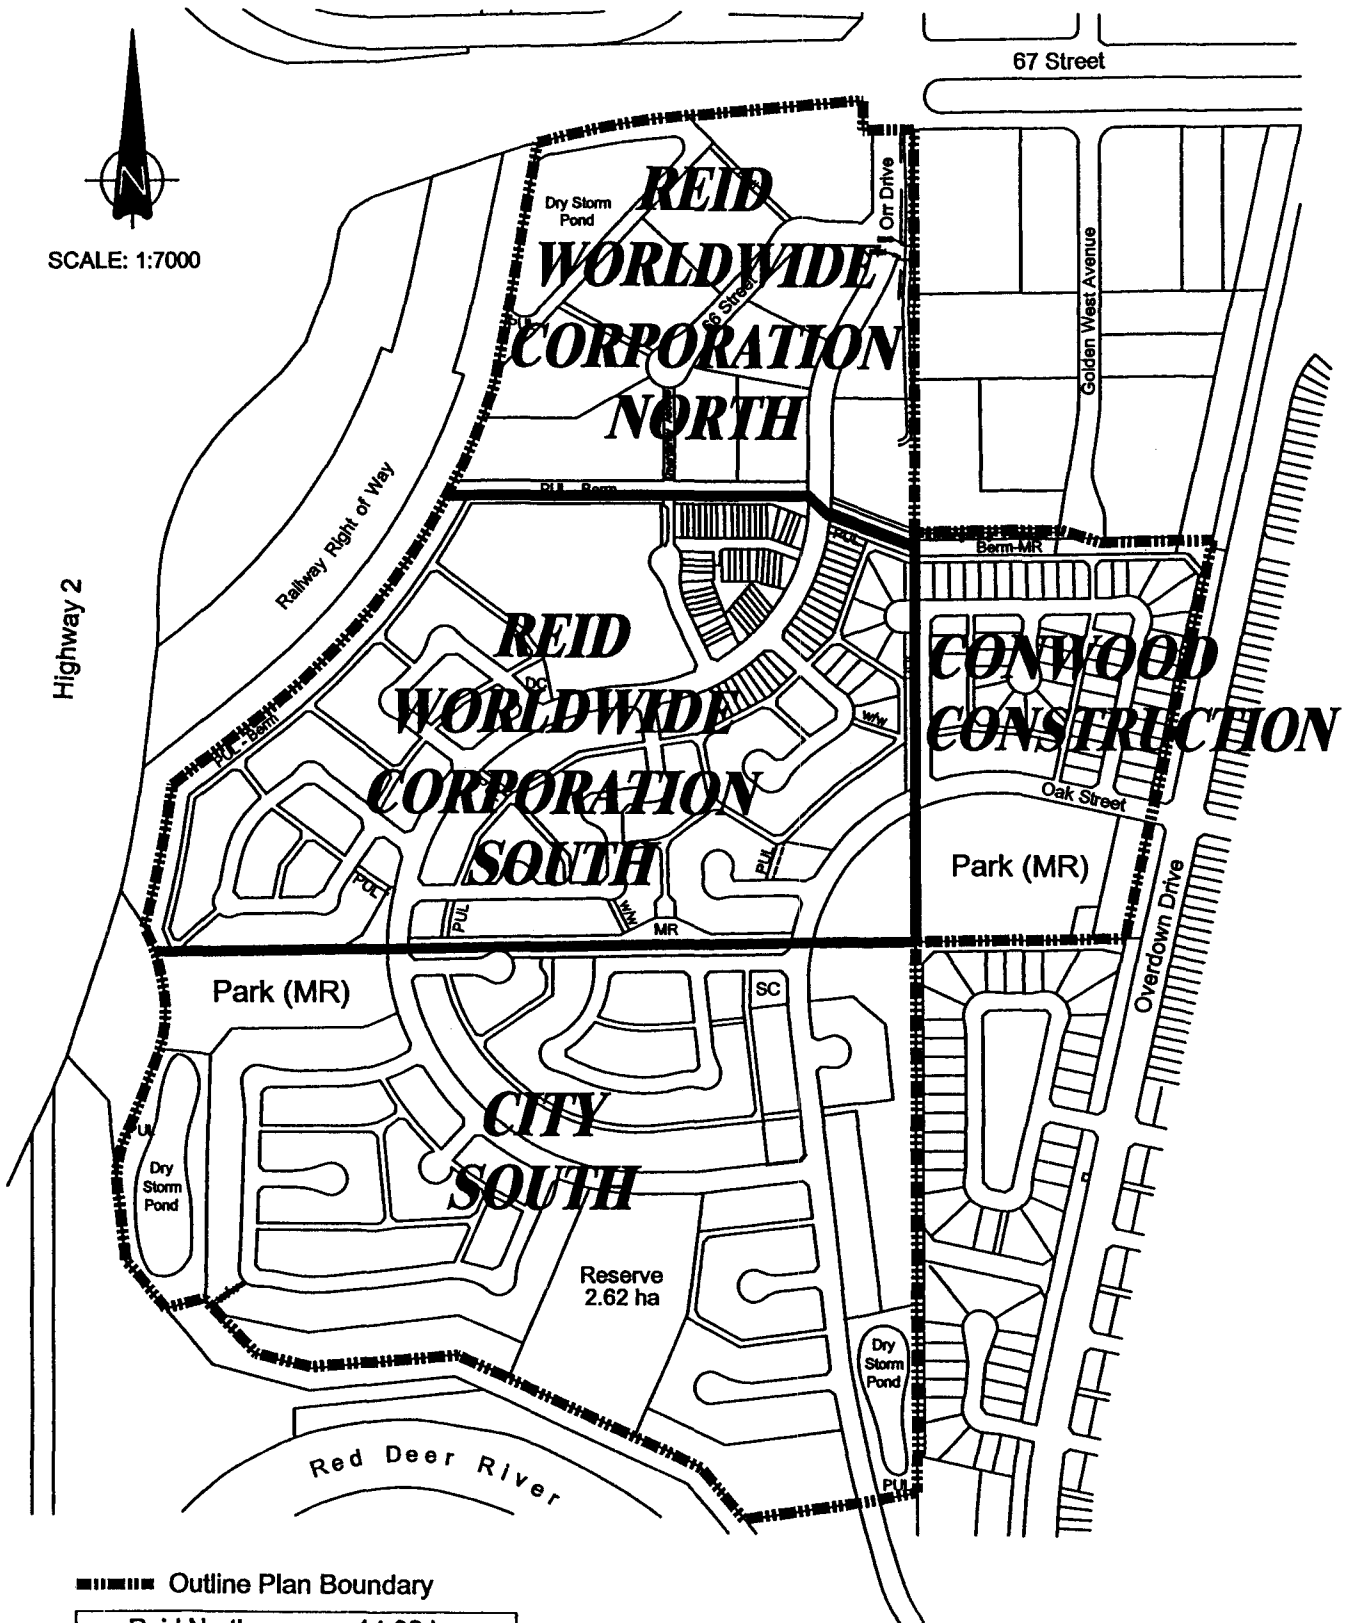 67 Street
N
SCALE: 1:7000
Orr Drive
Dry Storm
Pond
REID
WORLDWIDE
CORPORATION
NORTH
66 Street
PUL
Golden West Avenue
Railway Right of Way
Highway 2
PUL - Berm
PUL
Berm-MR
REID
WORLDWIDE
CORPORATION
SOUTH
DC
W/W
PUL - Berm
CONWOOD
CONSTRUCTION
Oak Street
Park (MR)
PUL
PUL
PUL
W/W
MR
Overdown Drive
Park (MR)
SC
CITY
SOUTH
Dry
Storm
Pond
Reserve
2.62 ha
Dry
Storm
Pond
PUL
Red Deer River
Outline Plan Boundary